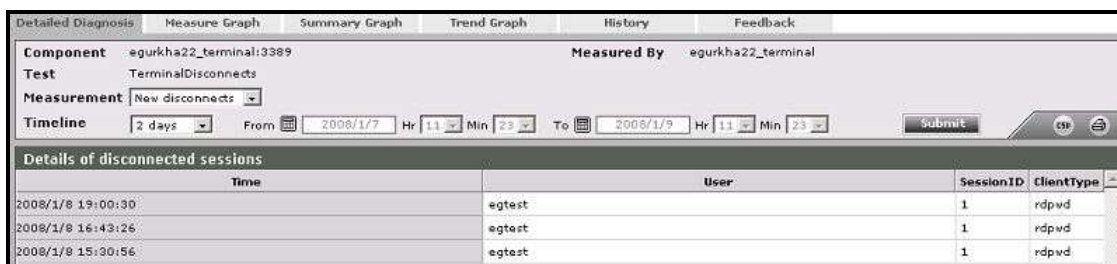 Detailed Diagnosis Measure Graph Summary Graph Trend Graph History Feedback
Component egurkha22_terminal:3389 Measured By egurkha22_terminal
Test TerminalDisconnects
Measurement New disconnects
Timeline 2 days From 2008/1/7 Hr 11 Min 23 To 2008/1/9 Hr 11 Min 23 Submit CSV
Details of disconnected sessions
Time User SessionID ClientType
2008/1/8 19:00:30 egtest 1 rdpwd
2008/1/8 16:43:26 egtest 1 rdpwd
2008/1/8 15:30:56 egtest 1 rdpwd